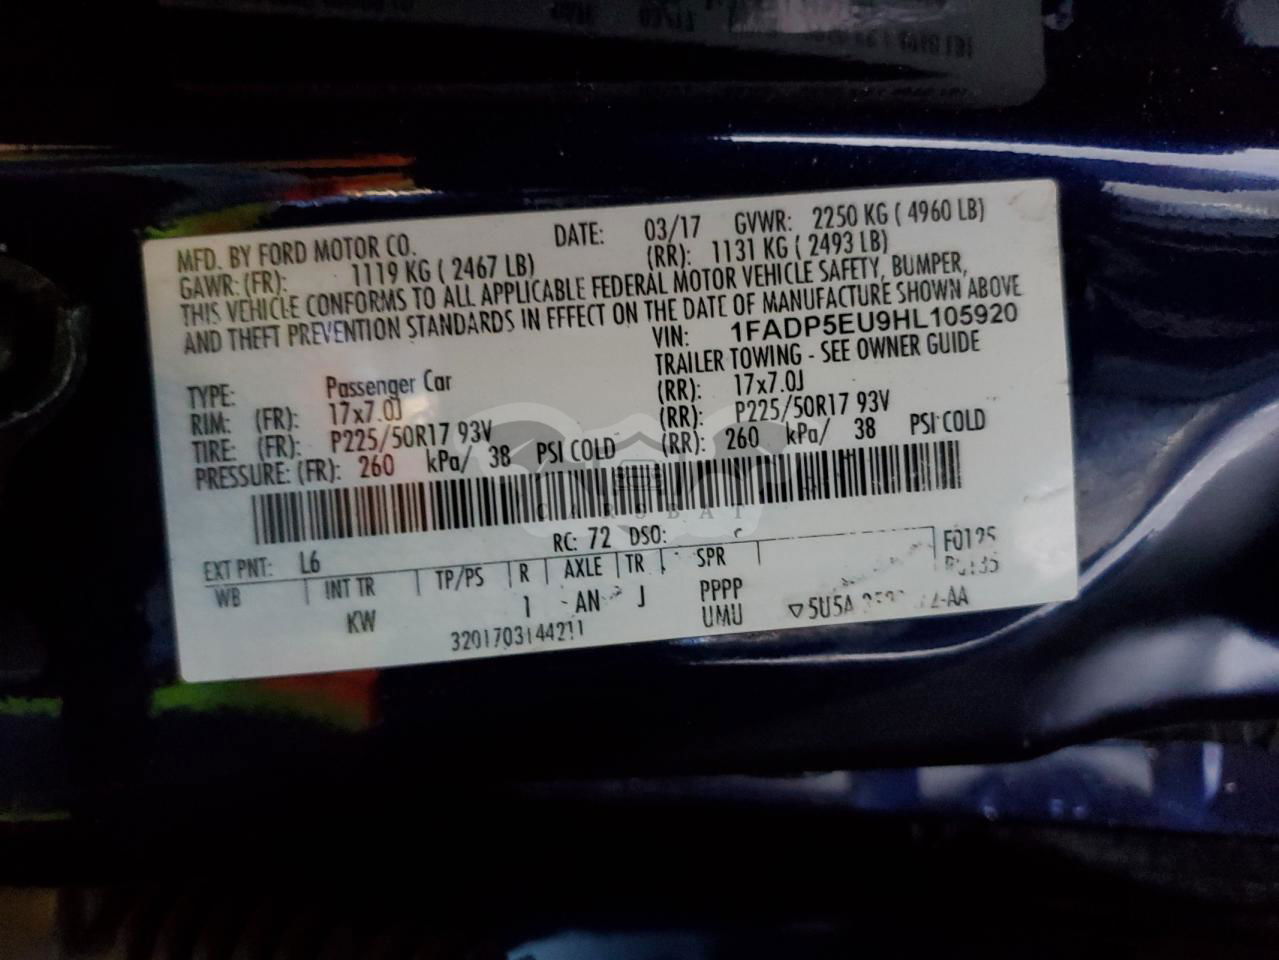 MFD. BY FORD MOTOR CO. DATE: 03/17 GVWR: 2250 KG ( 4960 LB)
GAWR: (FR): 1119 KG ( 2467 LB) (RR): 1131 KG ( 2493 LB)
THIS VEHICLE CONFORMS TO ALL APPLICABLE FEDERAL MOTOR VEHICLE SAFETY, BUMPER,
AND THEFT PREVENTION STANDARDS IN EFFECT ON THE DATE OF MANUFACTURE SHOWN ABOVE
VIN: 1FADP5EU9HL105920
TRAILER TOWING - SEE OWNER GUIDE
TYPE: Passenger Car
RIM: (FR): 17x7.0J (RR): 17x7.0J
TIRE: (FR): P225/50R17 93V (RR): P225/50R17 93V
PRESSURE: (FR): 260 kPa/ 38 PSI COLD (RR): 260 kPa/ 38 PSI COLD
CARSBAT
EXT PNT: L6 RC: 72 DSO:
WB INT TR TP/PS R AXLE TR SPR
KW 1 AN J PPPP
UMU
3201703144211